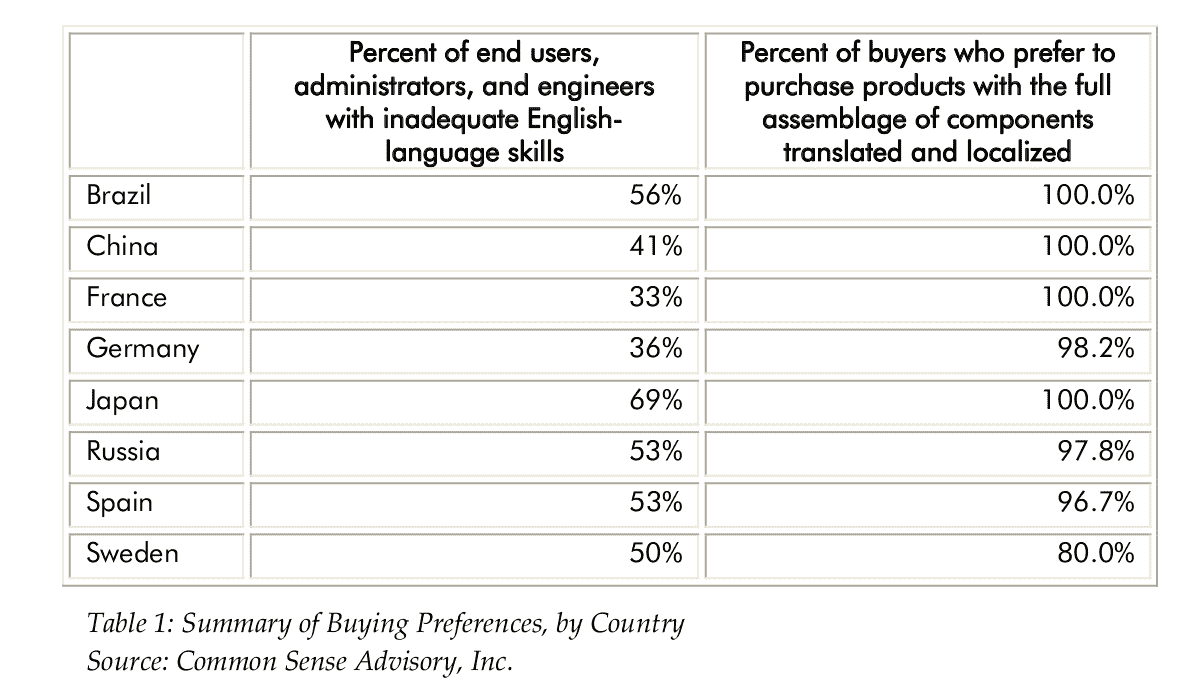 Percent of end users,
administrators, and engineers
with inadequate English-
language skills
Percent of buyers who prefer to
purchase products with the full
assemblage of components
translated and localized
Brazil 56% 100.0%
China 41% 100.0%
France 33% 100.0%
Germany 36% 98.2%
Japan 69% 100.0%
Russia 53% 97.8%
Spain 53% 96.7%
Sweden 50% 80.0%
Table 1: Summary of Buying Preferences, by Country
Source: Common Sense Advisory, Inc.